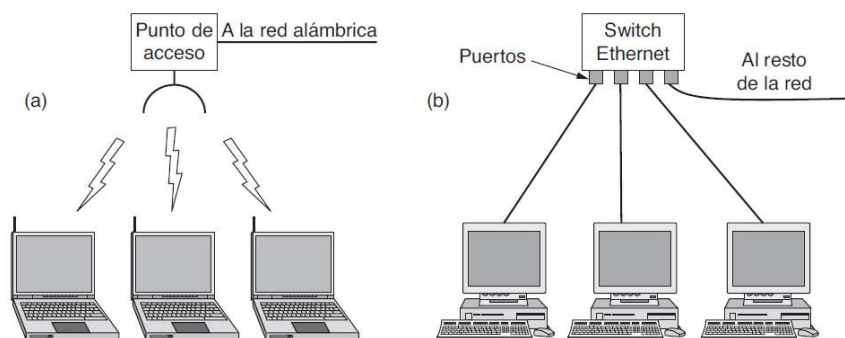 Punto de
acceso
A la red alámbrica
(a)
Switch
Ethernet
Puertos
Al resto
de la red
(b)